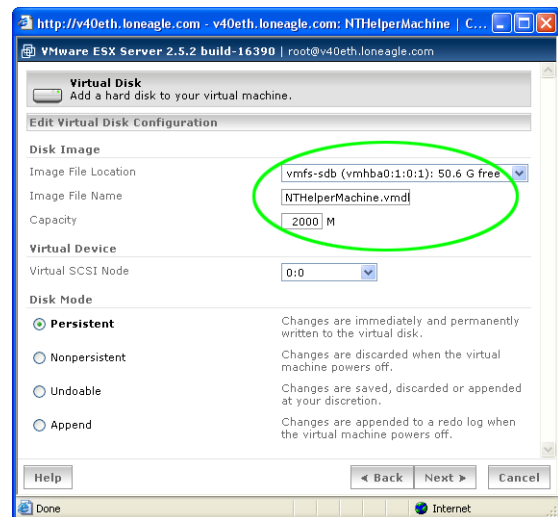 http://v40eth.loneagle.com - v40eth.loneagle.com: NTHelperMachine | C...
VMware ESX Server 2.5.2 build-16390 | root@v40eth.loneagle.com
Virtual Disk
Add a hard disk to your virtual machine.
Edit Virtual Disk Configuration
Disk Image
Image File Location vmfs-sdb (vmhba0:1:0:1): 50.6 G free
Image File Name NTHelperMachine.vmdl
Capacity 2000 M
Virtual Device
Virtual SCSI Node 0:0
Disk Mode
Persistent Changes are immediately and permanently
written to the virtual disk.
Nonpersistent Changes are discarded when the virtual
machine powers off.
Undoable Changes are saved, discarded or appended
at your discretion.
Append Changes are appended to a redo log when
the virtual machine powers off.
Help Back Next Cancel
Done Internet